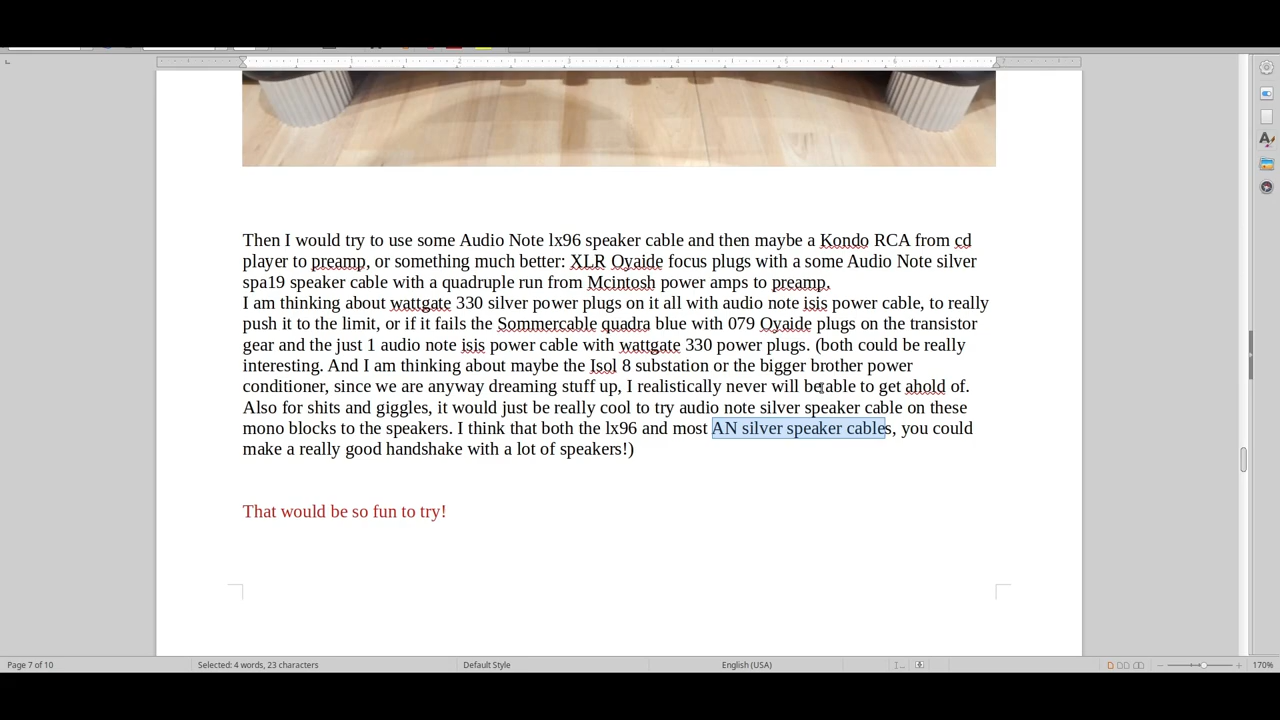 Then I would try to use some Audio Note lx96 speaker cable and then maybe a Kondo RCA from cd
player to preamp, or something much better: XLR Oyaide focus plugs with a some Audio Note silver
spa19 speaker cable with a quadruple run from Mcintosh power amps to preamp.
I am thinking about wattgate 330 silver power plugs on it all with audio note isis power cable, to really
push it to the limit, or if it fails the Sommercable quadra blue with 079 Oyaide plugs on the transistor
gear and the just 1 audio note isis power cable with wattgate 330 power plugs. (both could be really
interesting. And I am thinking about maybe the Isol 8 substation or the bigger brother power
conditioner, since we are anyway dreaming stuff up, I realistically never will be able to get ahold of.
Also for shits and giggles, it would just be really cool to try audio note silver speaker cable on these
mono blocks to the speakers. I think that both the lx96 and most AN silver speaker cables, you could
make a really good handshake with a lot of speakers!)
That would be so fun to try!
Page 7 of 10
Selected: 4 words, 23 characters
Default Style
English (USA)
170%